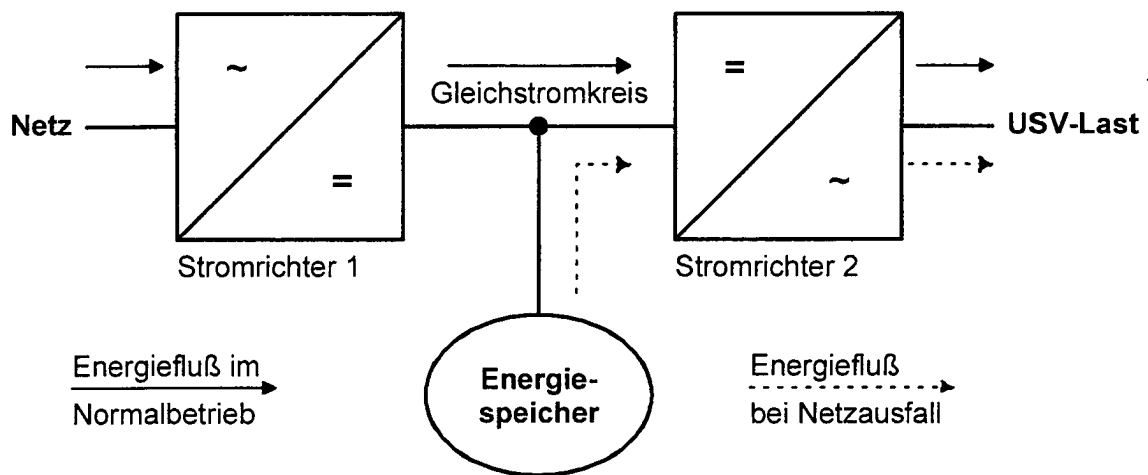 ~
=
Gleichstromkreis
=
~
Netz
USV-Last
Stromrichter 1
Stromrichter 2
Energiefluß im
Normalbetrieb
Energie-
speicher
Energiefluß
bei Netzausfall